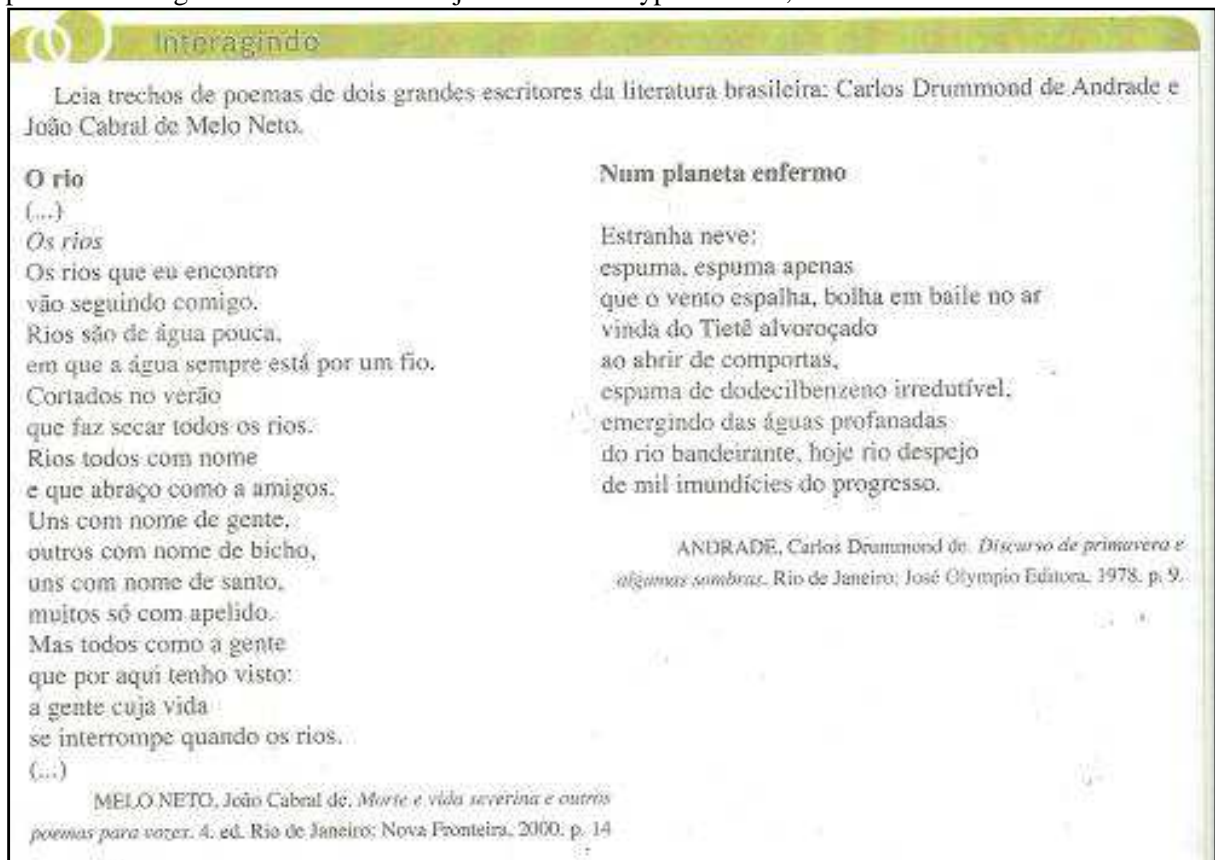 Interagindo
Leia trechos de poemas de dois grandes escritores da literatura brasileira: Carlos Drummond de Andrade e
João Cabral de Melo Neto.
O rio
(...)
Os rios
Os rios que eu encontro
vão seguindo comigo.
Rios são de água pouca,
em que a água sempre está por um fio.
Cortados no verão
que faz secar todos os rios.
Rios todos com nome
e que abraço como a amigos.
Uns com nome de gente,
outros com nome de bicho,
uns com nome de santo,
muitos só com apelido.
Mas todos como a gente
que por aqui tenho visto:
a gente cuja vida
se interrompe quando os rios.
(...)
MELO NETO, João Cabral de. Morte e vida severina e outros
poemas para vozes. 4. ed. Rio de Janeiro: Nova Fronteira, 2000. p. 14
Num planeta enfermo
Estranha neve:
espuma, espuma apenas
que o vento espalha, bolha em baile no ar
vinda do Tietê alvoroçado
ao abrir de comportas,
espuma de dodecilbenzeno irredutível,
emergindo das águas profanadas
do rio bandeirante, hoje rio despejo
de mil imundícies do progresso.
ANDRADE, Carlos Drummond de. Discurso de primavera e
algumas sombras. Rio de Janeiro: José Olympio Editora, 1978. p. 9.